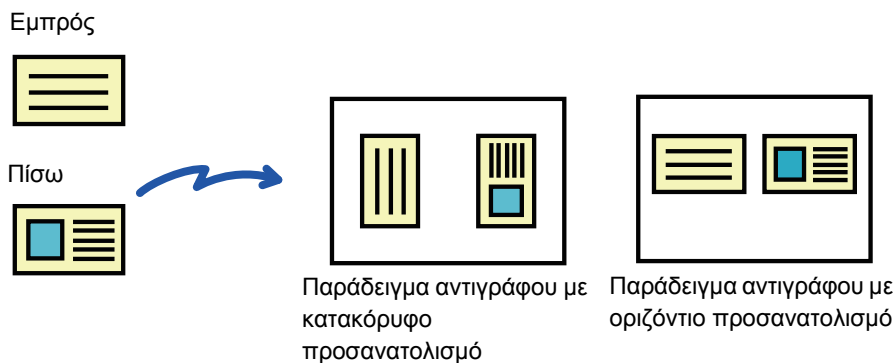 Εμπρός
Πίσω
Παράδειγμα αντιγράφου με
κατακόρυφο
προσανατολισμό
Παράδειγμα αντιγράφου με
οριζόντιο προσανατολισμό